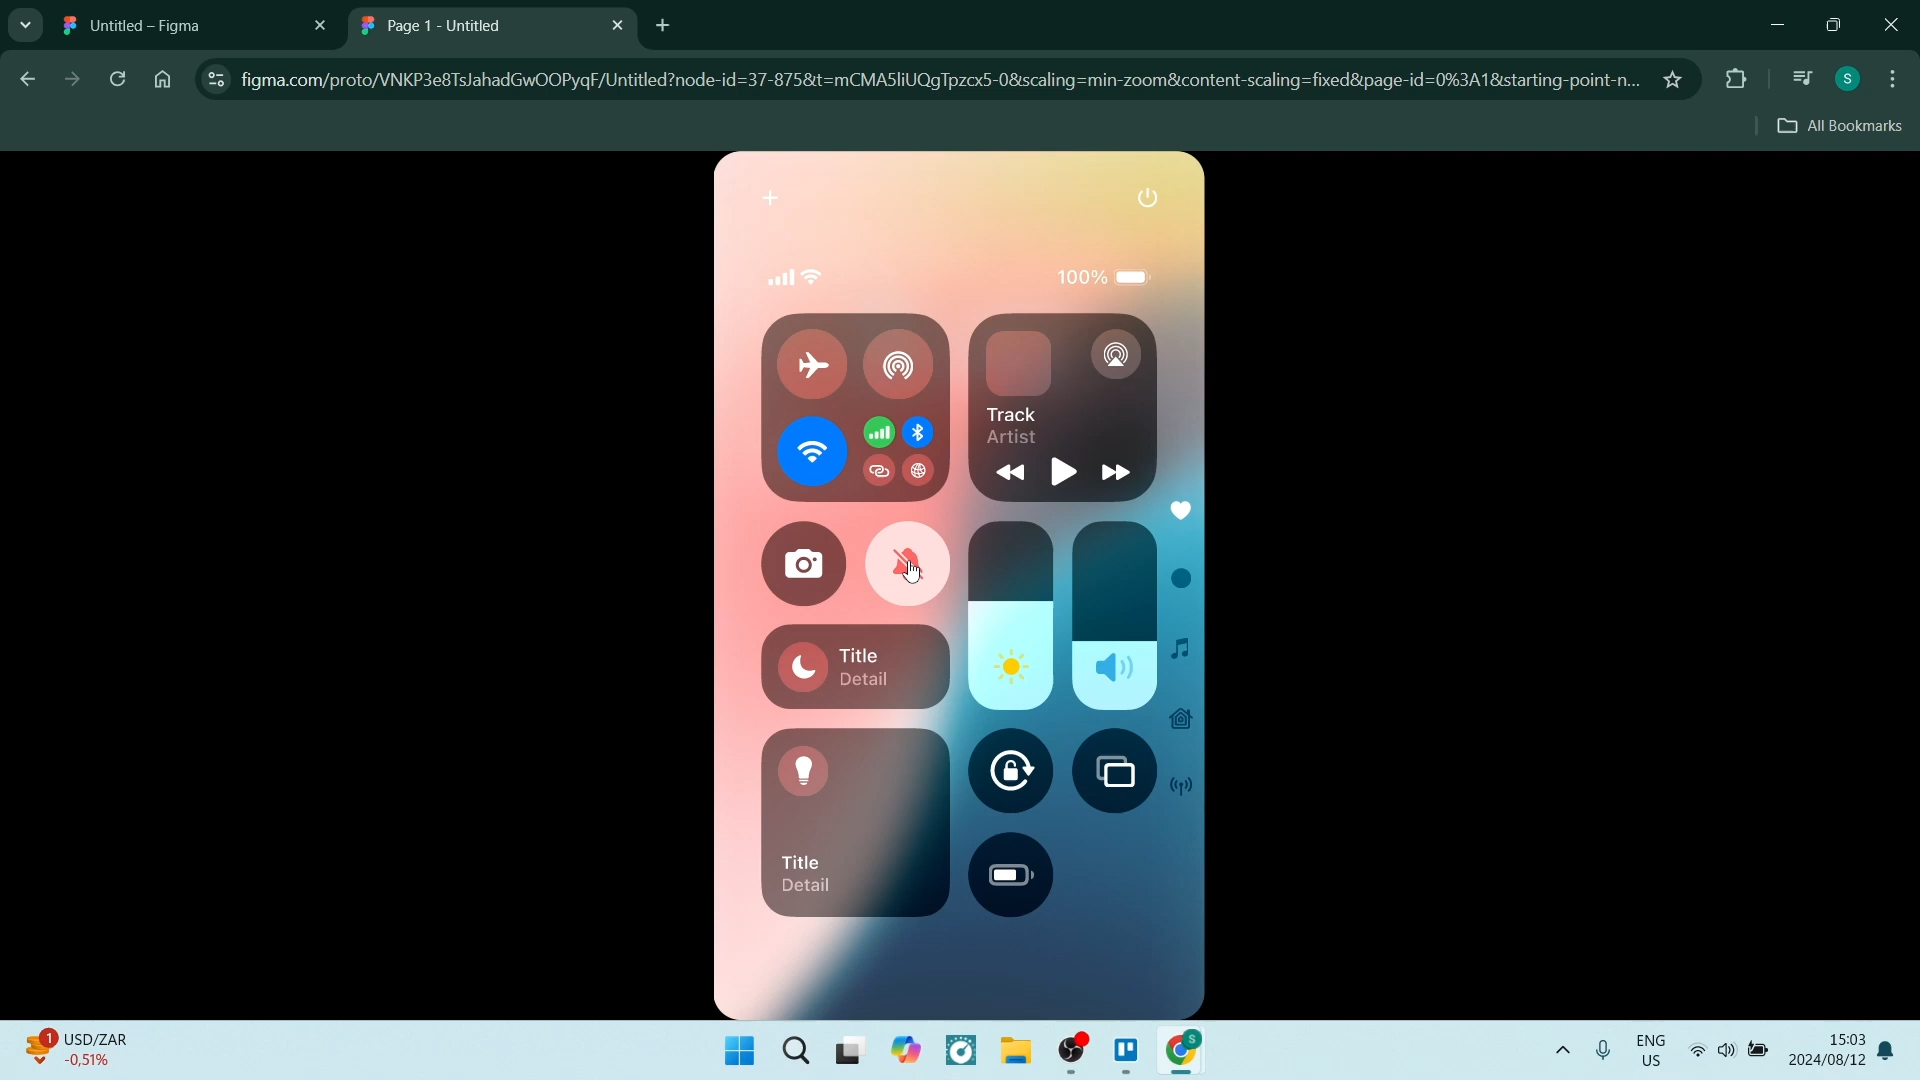 Untitled – Figma
Page 1 - Untitled
figma.com/proto/VNKP3e8TsJahadGwOOPyqF/Untitled?node-id=37-875&t=mCMA5liUQgTpzcx5-0&scaling=min-zoom&content-scaling=fixed&page-id=0%3A1&starting-point-n...
S
All Bookmarks
100%
Track
Artist
Title
Detail
Title
Detail
1
USD/ZAR
-0,51%
S
ENG
US
15:03
2024/08/12